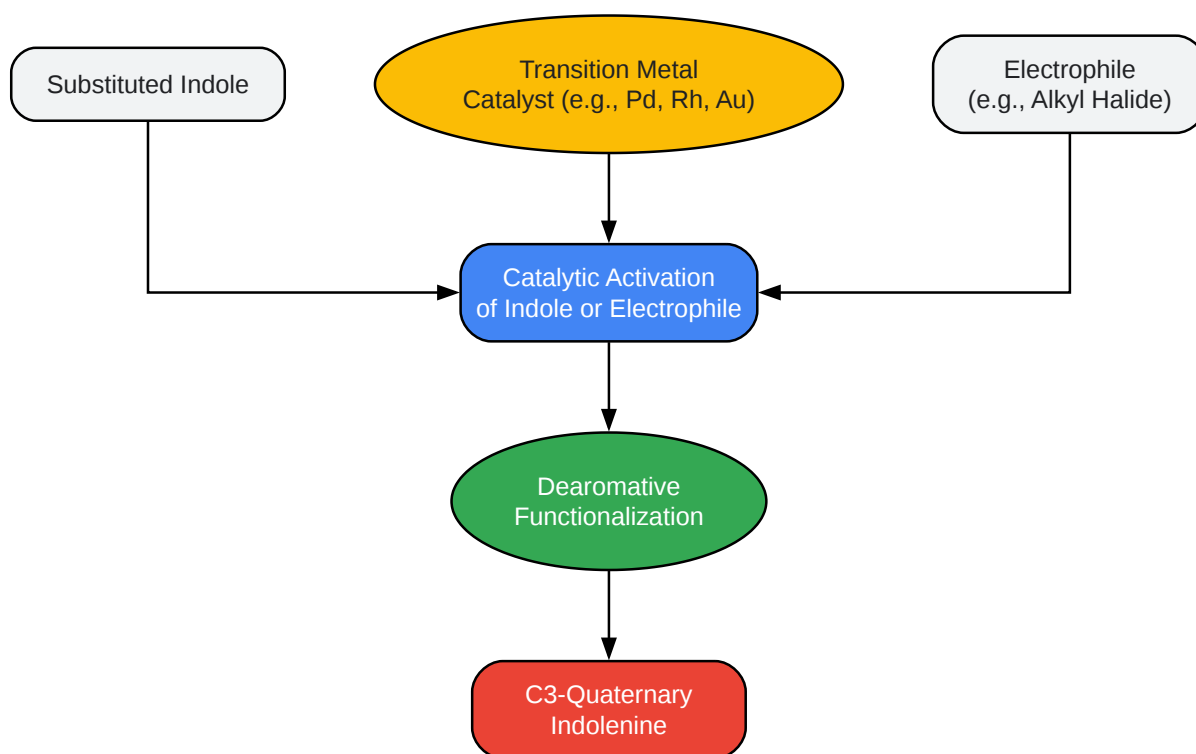 Substituted Indole
Transition Metal
Catalyst (e.g., Pd, Rh, Au)
Electrophile
(e.g., Alkyl Halide)
Catalytic Activation
of Indole or Electrophile
Dearomative
Functionalization
C3-Quaternary
Indolenine